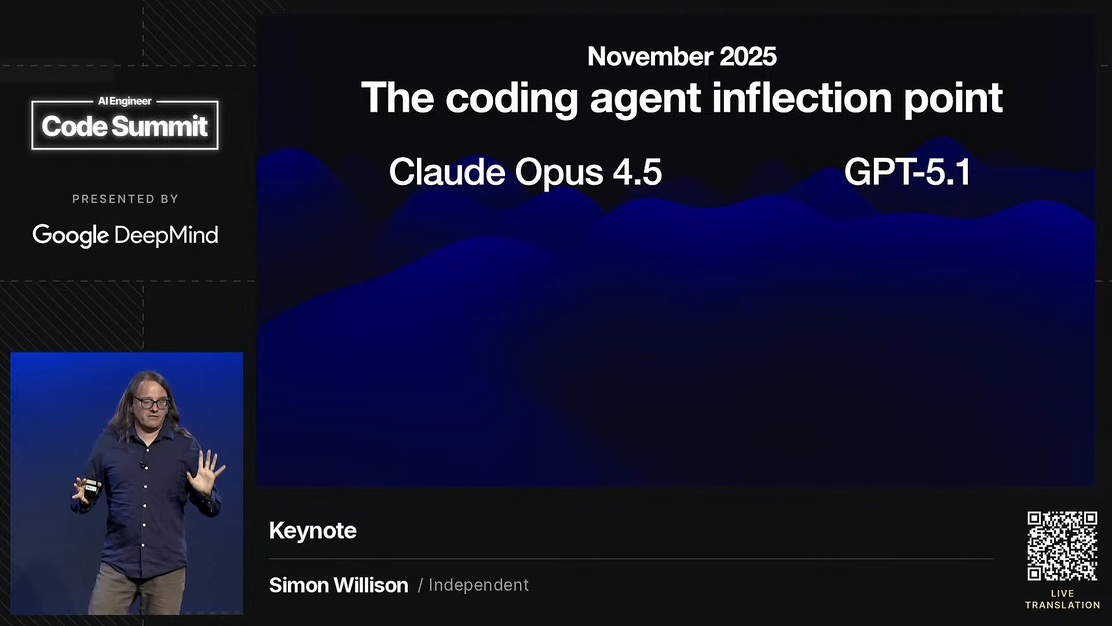 AI Engineer
Code Summit
PRESENTED BY
Google DeepMind
November 2025
The coding agent inflection point
Claude Opus 4.5
GPT-5.1
Keynote
Simon Willison / Independent
LIVE
TRANSLATION